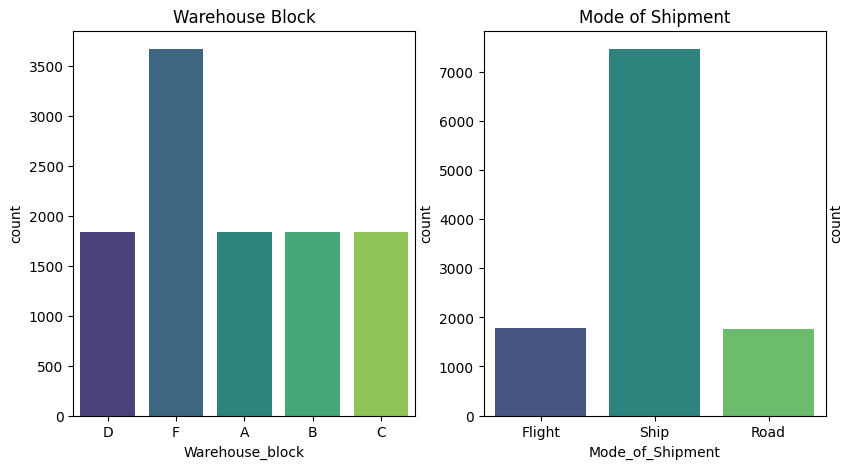 Warehouse Block
3500
3000
2500
2000
1500
1000
500
0
count
D F A B C
Warehouse_block
Mode of Shipment
7000
6000
5000
4000
3000
2000
1000
0
count
Flight Ship Road
Mode_of_Shipment
count